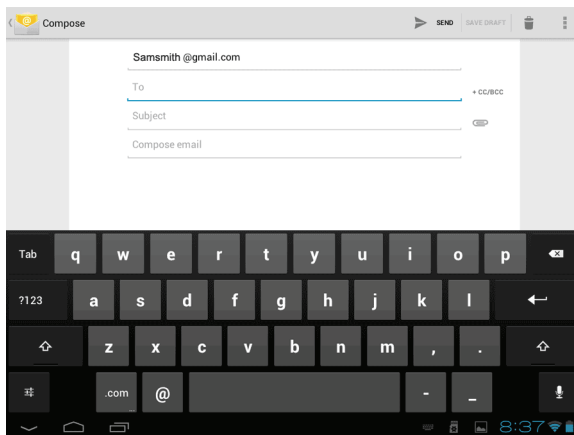 Compose SEND SAVE DRAFT
Samsmith @gmail.com
To
+ CC/BCC
Subject
Compose email
Tab q w e r t y u i o p
?123 a s d f g h j k l
z x c v b n m , .
.com @ - _
8:37